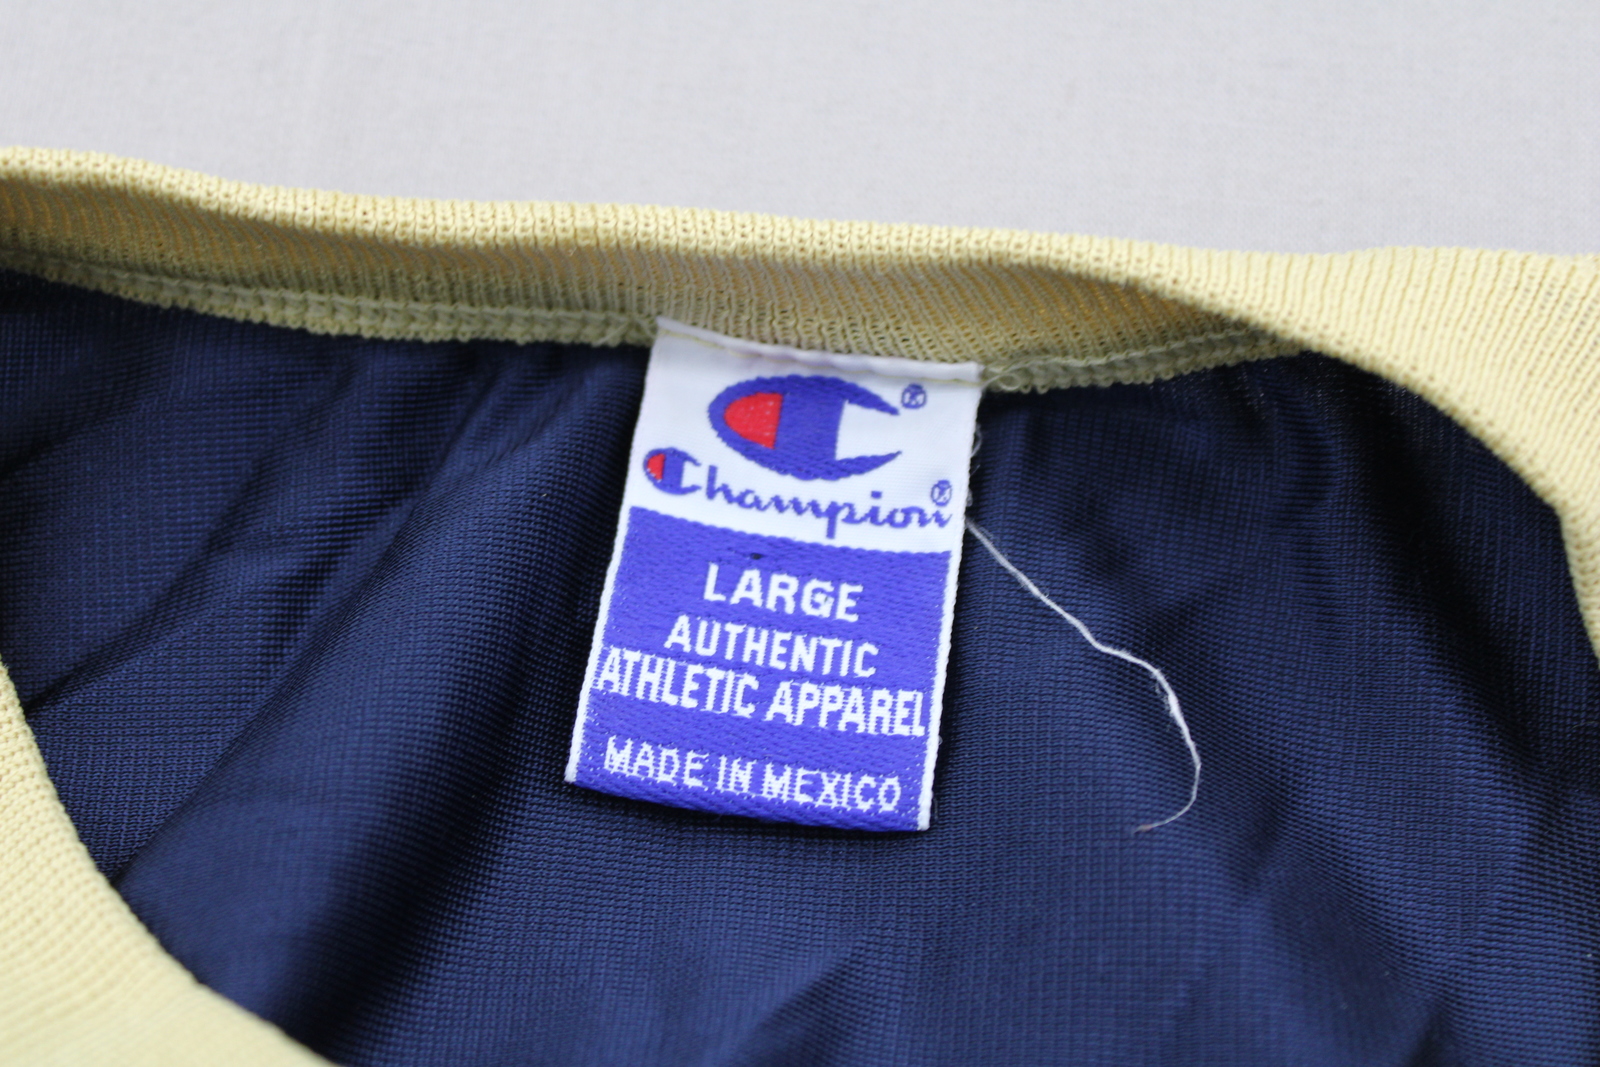 Champion®
LARGE
AUTHENTIC
ATHLETIC APPAREL
MADE IN MEXICO